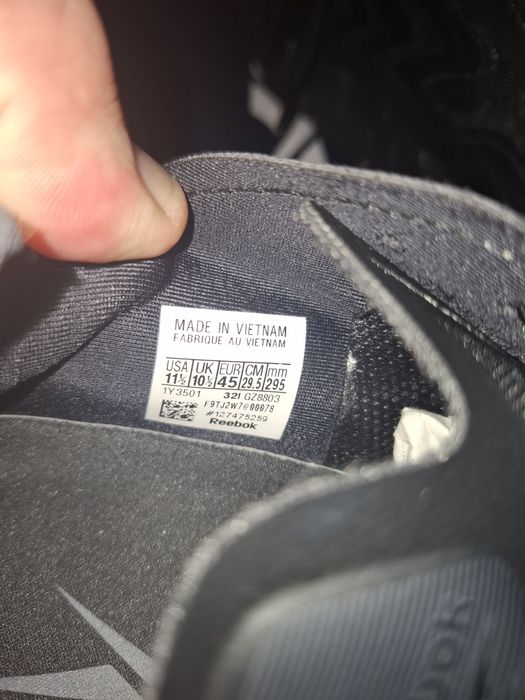 MADE IN VIETNAM
FABRIQUE AU VIETNAM
USA UK EUR CM mm
11½ 10½ 45 29.5 295
1Y3501 321 GZ8803
F9TJ2W7@00078
#127475259
Reebok